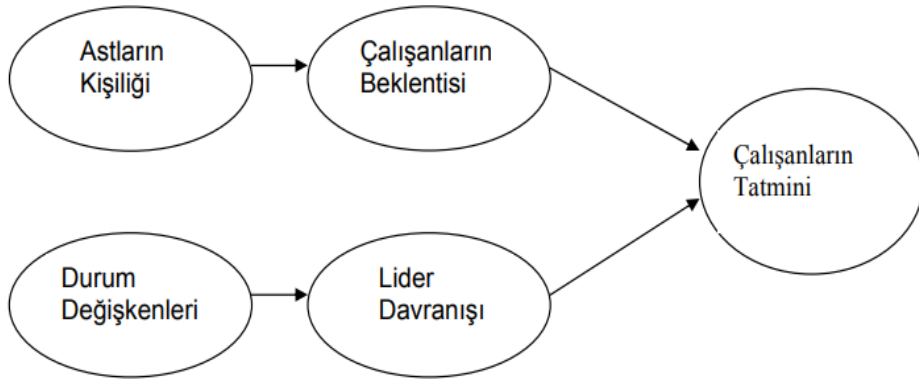 Astların
Kişiliği
Çalışanların
Beklentisi
Çalışanların
Tatmini
Durum
Değişkenleri
Lider
Davranışı